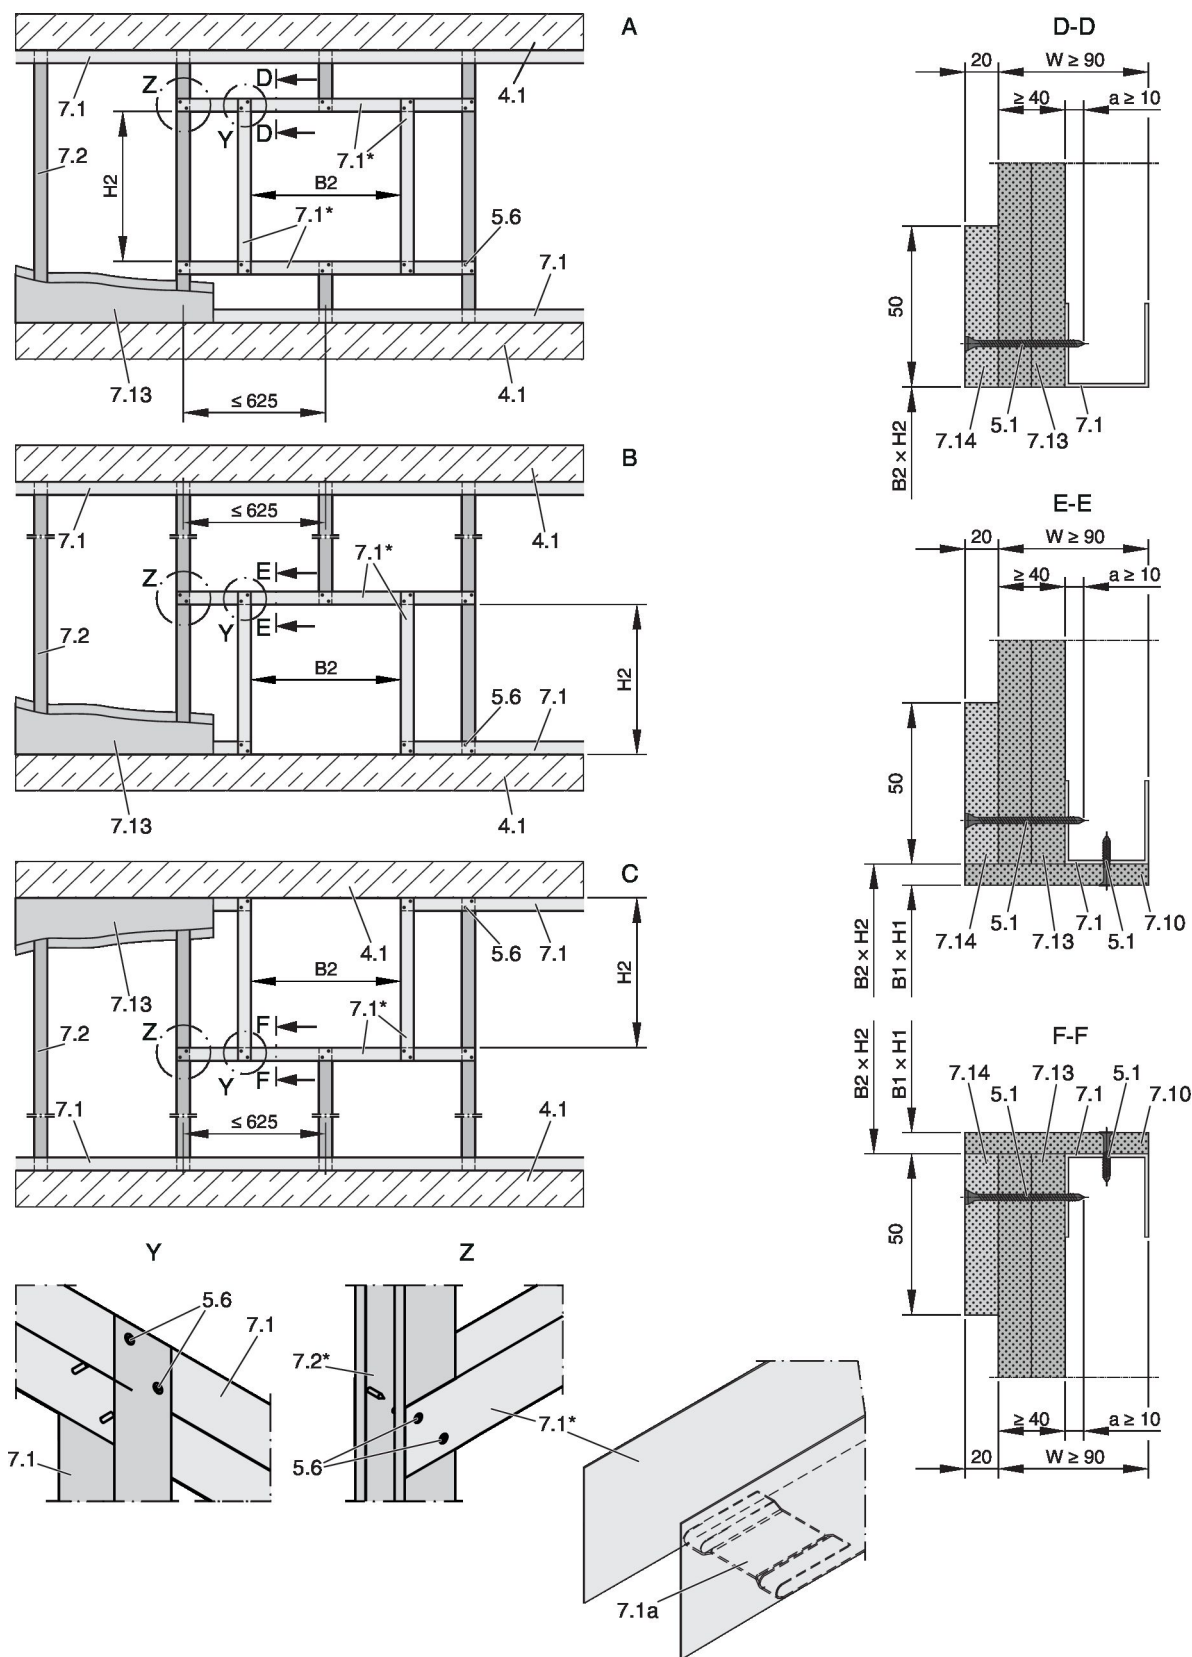 A
4.1
7.1
Z
D
7.2
Y
D
7.1*
H2
B2
7.1*
5.6
7.1
7.13
4.1
≤ 625
B
≤ 625
7.1
4.1
7.1*
Z
E
Y
E
7.2
B2
H2
5.6
7.1
7.13
4.1
C
4.1
5.6
7.1
B2
H2
7.13
7.1*
Z
F
7.2
Y
F
7.1
≤ 625
4.1
Y
5.6
7.1
7.1
Z
7.2*
7.1*
5.6
7.1a
D-D
20
W ≥ 90
≥ 40
a ≥ 10
50
7.14
5.1
7.13
7.1
B2 × H2
E-E
20
W ≥ 90
≥ 40
a ≥ 10
50
5.1
7.1
7.10
7.14
7.13
5.1
B2 × H2
B1 × H1
B2 × H2
B1 × H1
F-F
7.14
7.13
5.1
5.1
7.1
7.10
50
≥ 40
a ≥ 10
20
W ≥ 90